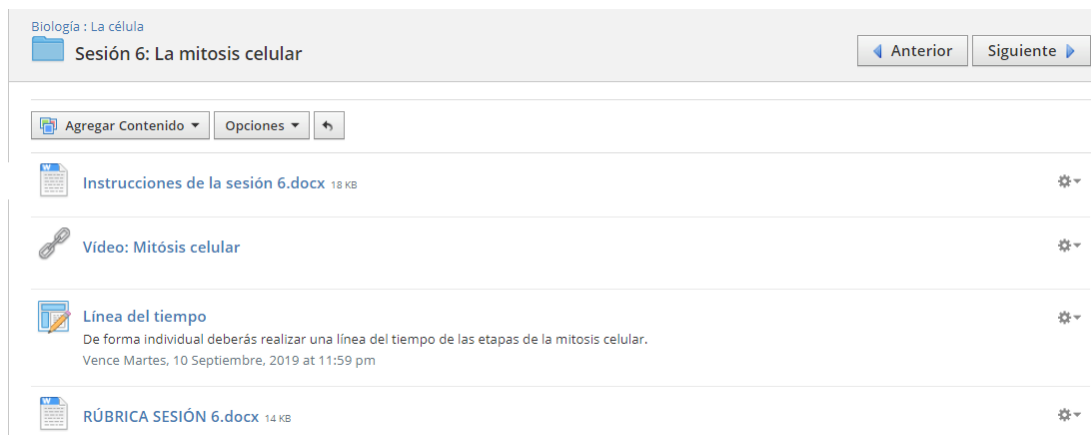 Biología : La célula
Sesión 6: La mitosis celular
Anterior
Siguiente
Agregar Contenido
Opciones
W
Instrucciones de la sesión 6.docx 18 KB
Vídeo: Mitósis celular
Línea del tiempo
De forma individual deberás realizar una línea del tiempo de las etapas de la mitosis celular.
Vence Martes, 10 Septiembre, 2019 at 11:59 pm
W
RÚBRICA SESIÓN 6.docx 14 KB